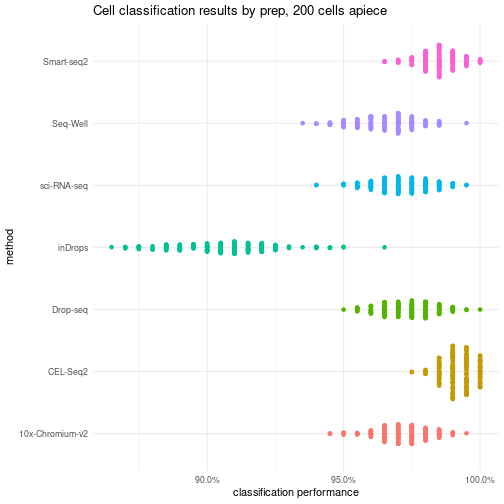 Cell classification results by prep, 200 cells apiece
Smart-seq2
Seq-Well
sci-RNA-seq
inDrops
Drop-seq
CEL-Seq2
10x-Chromium-v2
method
90.0%
95.0%
100.0%
classification performance